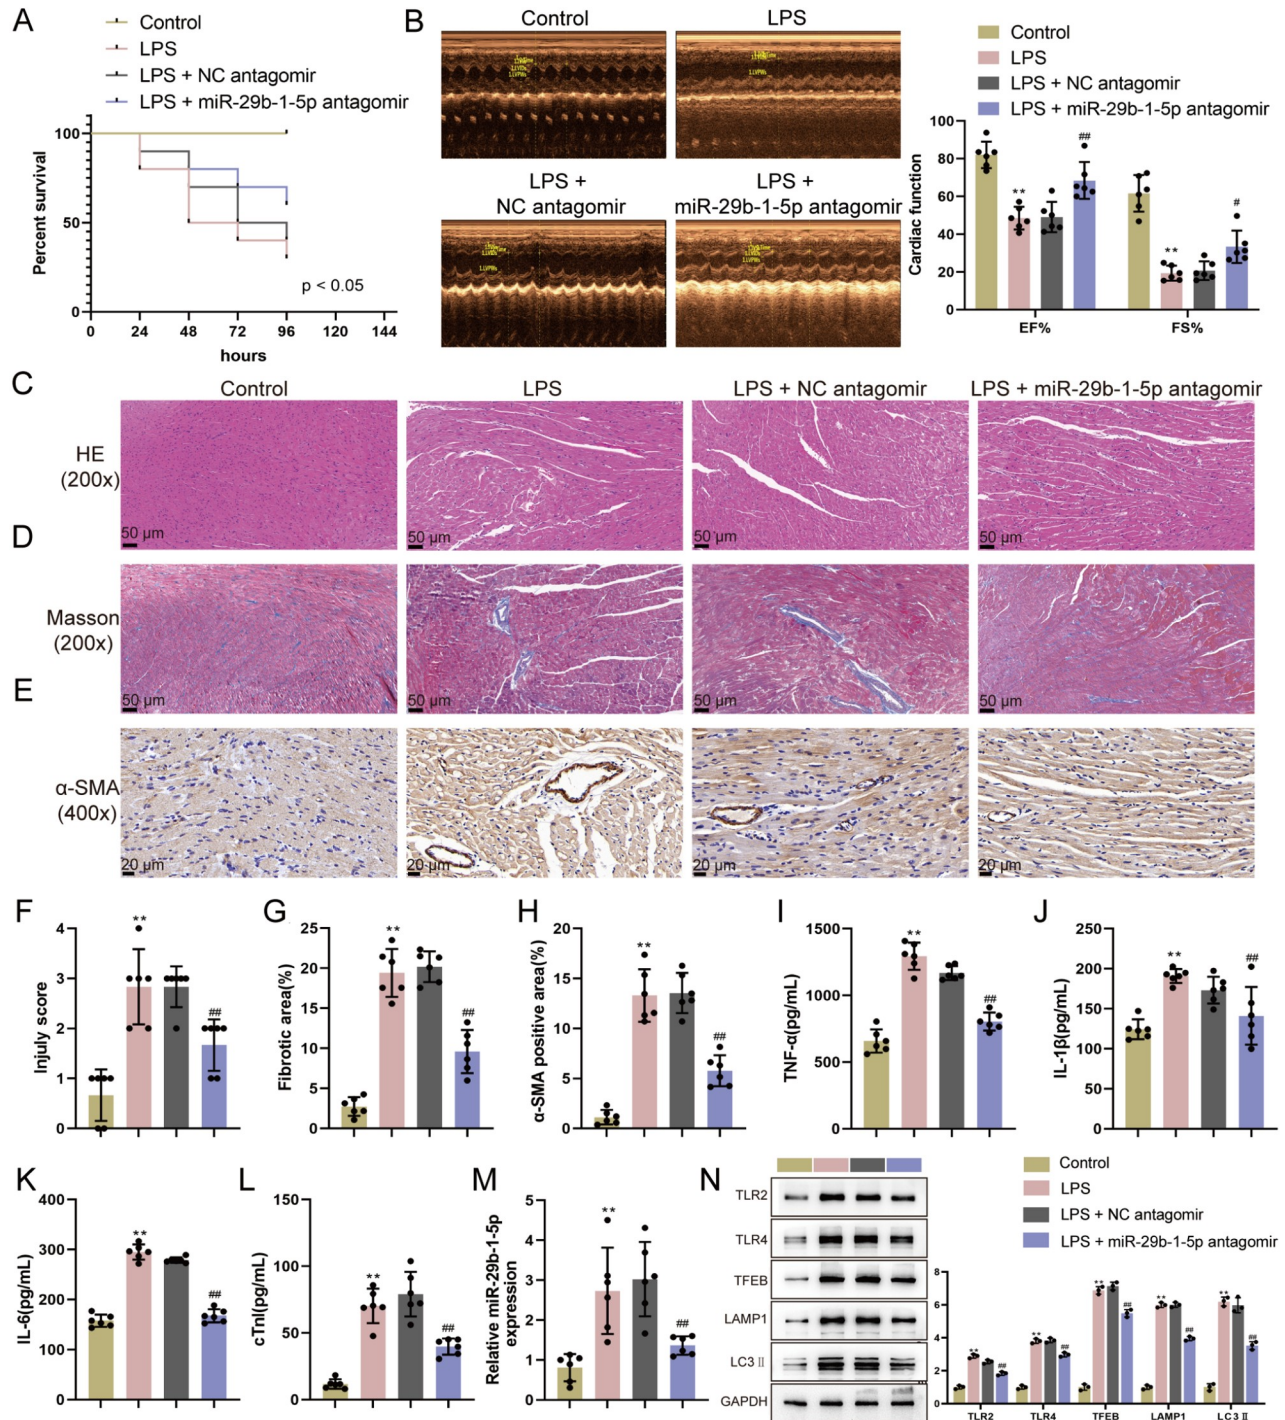 A
Control
LPS
LPS + NC antagomir
LPS + miR-29b-1-5p antagomir
Percent survival
100
50
0
p < 0.05
0 24 48 72 96 120 144
hours
B
Control
LPS
LPS +
NC antagomir
LPS +
miR-29b-1-5p antagomir
Control
LPS
LPS + NC antagomir
LPS + miR-29b-1-5p antagomir
Cardiac function
100
80
60
40
20
0
** ## ** #
EF% FS%
C
Control LPS LPS + NC antagomir LPS + miR-29b-1-5p antagomir
HE
(200x)
50 µm 50 µm 50 µm 50 µm
D
Masson
(200x)
50 µm 50 µm 50 µm 50 µm
E
α-SMA
(400x)
20 µm 20 µm 20 µm 20 µm
F
Injuly score
4
3
2
1
0
** ##
G
Fibrotic area(%)
25
20
15
10
5
0
** ##
H
α-SMA positive area(%)
20
15
10
5
0
** ##
I
TNF-α(pg/mL)
1500
1000
500
0
** ##
J
IL-1β(pg/mL)
250
200
150
100
50
0
** ##
K
IL-6(pg/mL)
400
300
200
100
0
** ##
L
cTnI(pg/mL)
150
100
50
0
** ##
M
Relative miR-29b-1-5p
expression
5
4
3
2
1
0
** ##
N
TLR2
TLR4
TFEB
LAMP1
LC3 II
GAPDH
Control
LPS
LPS + NC antagomir
LPS + miR-29b-1-5p antagomir
8
6
4
2
0
** ## ** ## ** ## ** ## ** ##
TLR2 TLR4 TFEB LAMP1 LC3 II